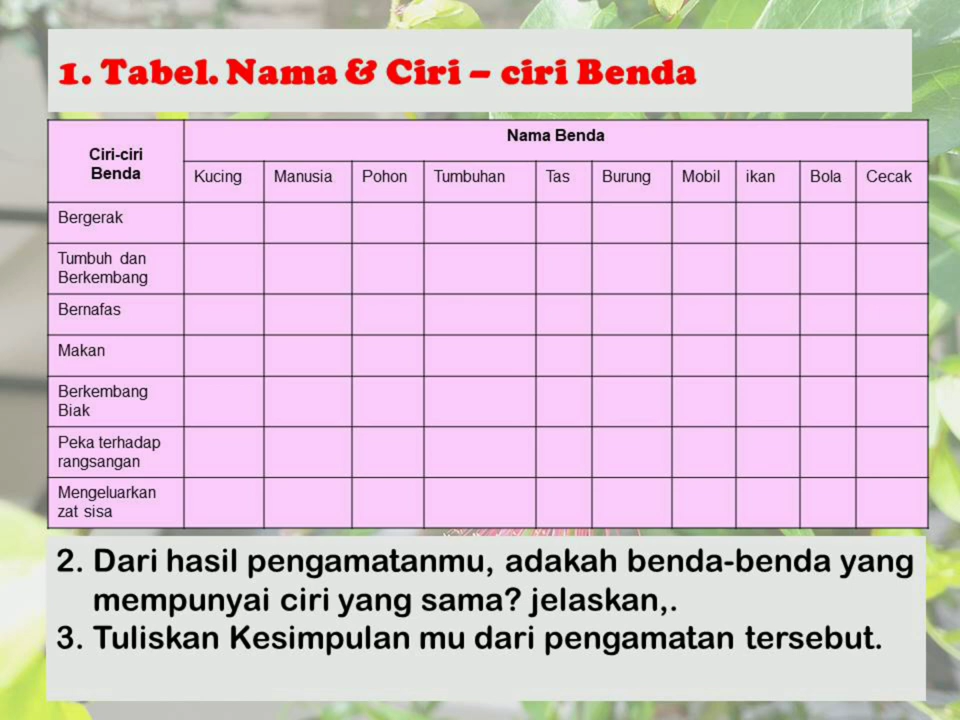 1. Tabel. Nama & Ciri – ciri Benda
Ciri-ciri
Benda
Nama Benda
Kucing Manusia Pohon Tumbuhan Tas Burung Mobil ikan Bola Cecak
Bergerak
Tumbuh dan
Berkembang
Bernafas
Makan
Berkembang
Biak
Peka terhadap
rangsangan
Mengeluarkan
zat sisa
2. Dari hasil pengamatanmu, adakah benda-benda yang
mempunyai ciri yang sama? jelaskan,.
3. Tuliskan Kesimpulan mu dari pengamatan tersebut.